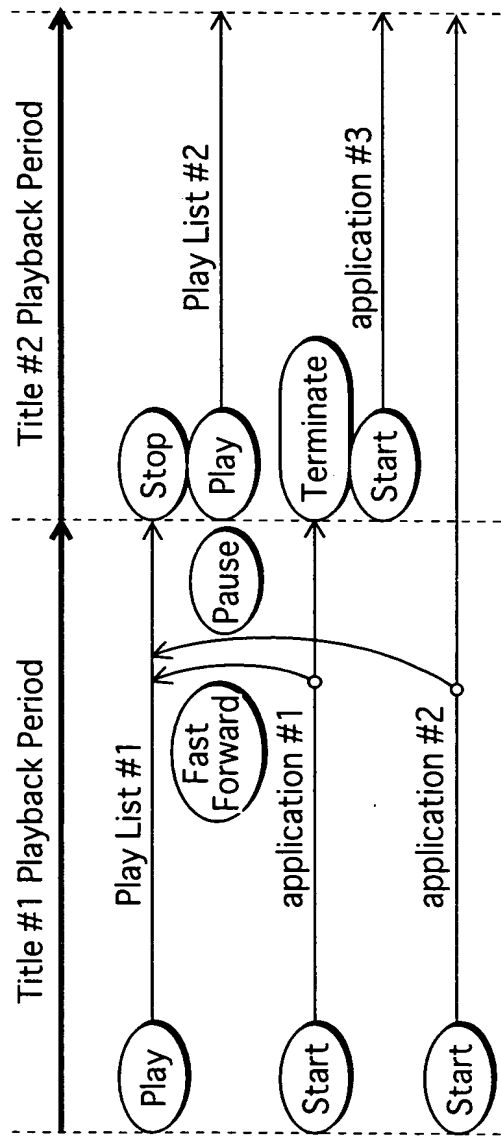 Title #1 Playback Period
Title #2 Playback Period
Play
Play List #1
Stop
Fast
Forward
Pause
Play
Play List #2
Start
application #1
Terminate
Start
application #3
Start
application #2